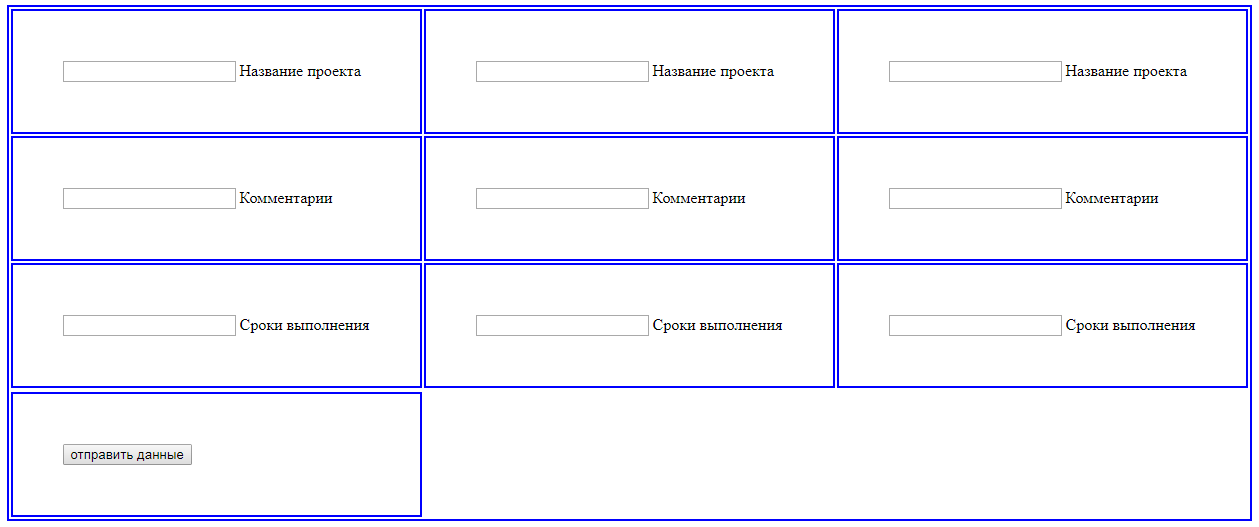 Название проекта Название проекта Название проекта
Комментарии Комментарии Комментарии
Сроки выполнения Сроки выполнения Сроки выполнения
отправить данные